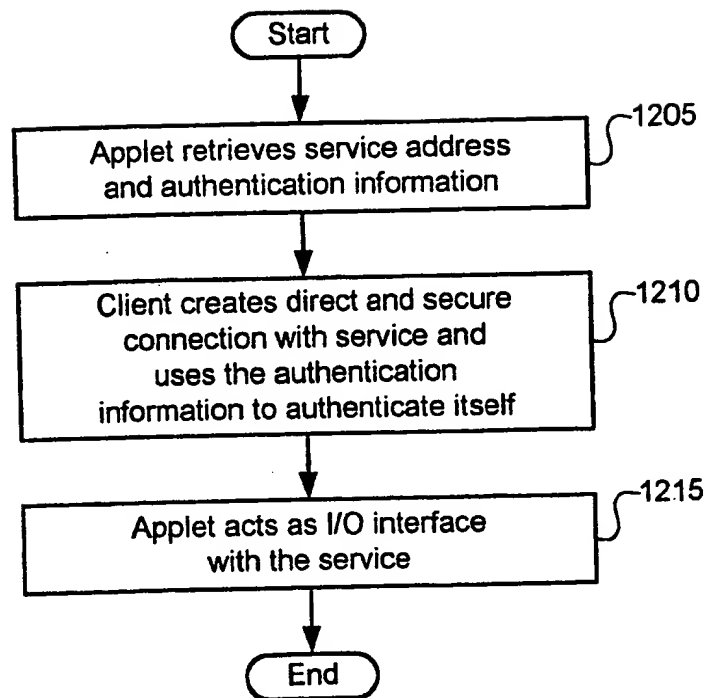 Start
1205
Applet retrieves service address
and authentication information
1210
Client creates direct and secure
connection with service and
uses the authentication
information to authenticate itself
1215
Applet acts as I/O interface
with the service
End